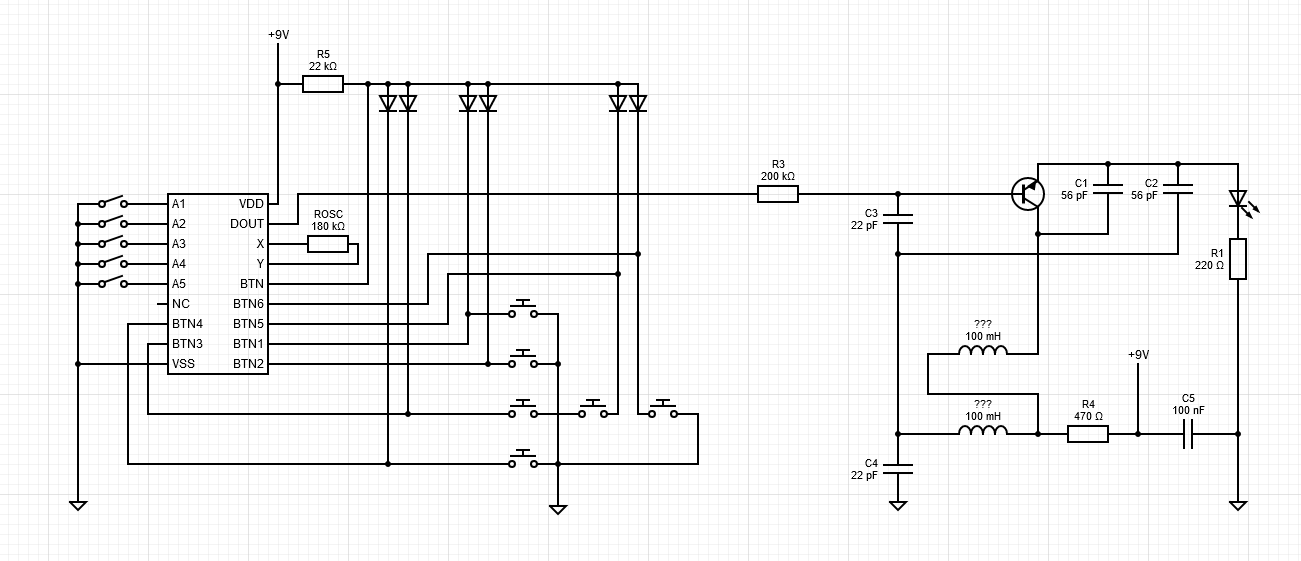 +9V
R5
22 kΩ
R3
200 kΩ
A1
A2
A3
A4
A5
NC
BTN4
BTN3
VSS
VDD
DOUT
X
Y
BTN
BTN6
BTN5
BTN1
BTN2
ROSC
180 kΩ
C3
22 pF
C1
56 pF
C2
56 pF
R1
220 Ω
???
100 mH
+9V
???
100 mH
R4
470 Ω
C5
100 nF
C4
22 pF